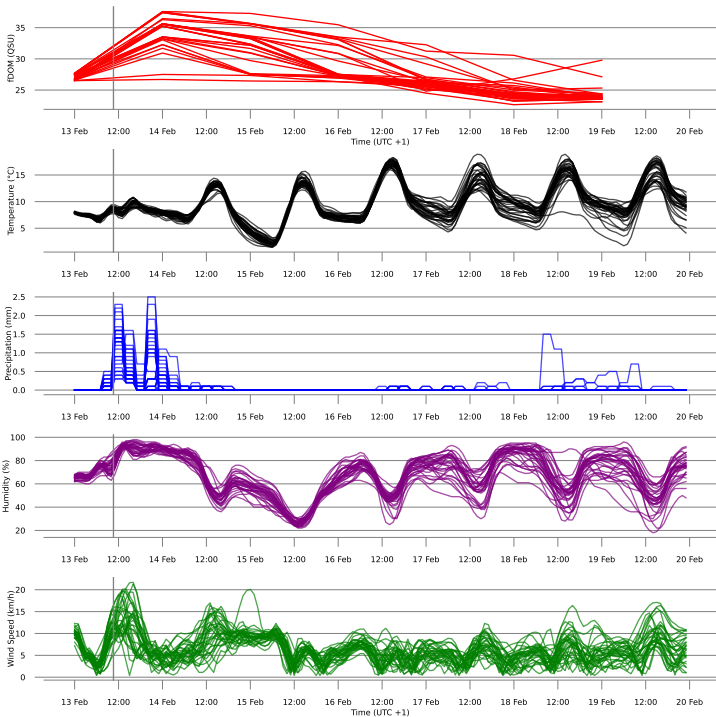 fDOM (QSU)
35
30
25
13 Feb 12:00 14 Feb 12:00 15 Feb 12:00 16 Feb 12:00 17 Feb 12:00 18 Feb 12:00 19 Feb 12:00 20 Feb
Time (UTC +1)
Temperature (°C)
15
10
5
13 Feb 12:00 14 Feb 12:00 15 Feb 12:00 16 Feb 12:00 17 Feb 12:00 18 Feb 12:00 19 Feb 12:00 20 Feb
Precipitation (mm)
2.5
2.0
1.5
1.0
0.5
0.0
13 Feb 12:00 14 Feb 12:00 15 Feb 12:00 16 Feb 12:00 17 Feb 12:00 18 Feb 12:00 19 Feb 12:00 20 Feb
Humidity (%)
100
80
60
40
20
13 Feb 12:00 14 Feb 12:00 15 Feb 12:00 16 Feb 12:00 17 Feb 12:00 18 Feb 12:00 19 Feb 12:00 20 Feb
Wind Speed (km/h)
20
15
10
5
0
13 Feb 12:00 14 Feb 12:00 15 Feb 12:00 16 Feb 12:00 17 Feb 12:00 18 Feb 12:00 19 Feb 12:00 20 Feb
Time (UTC +1)